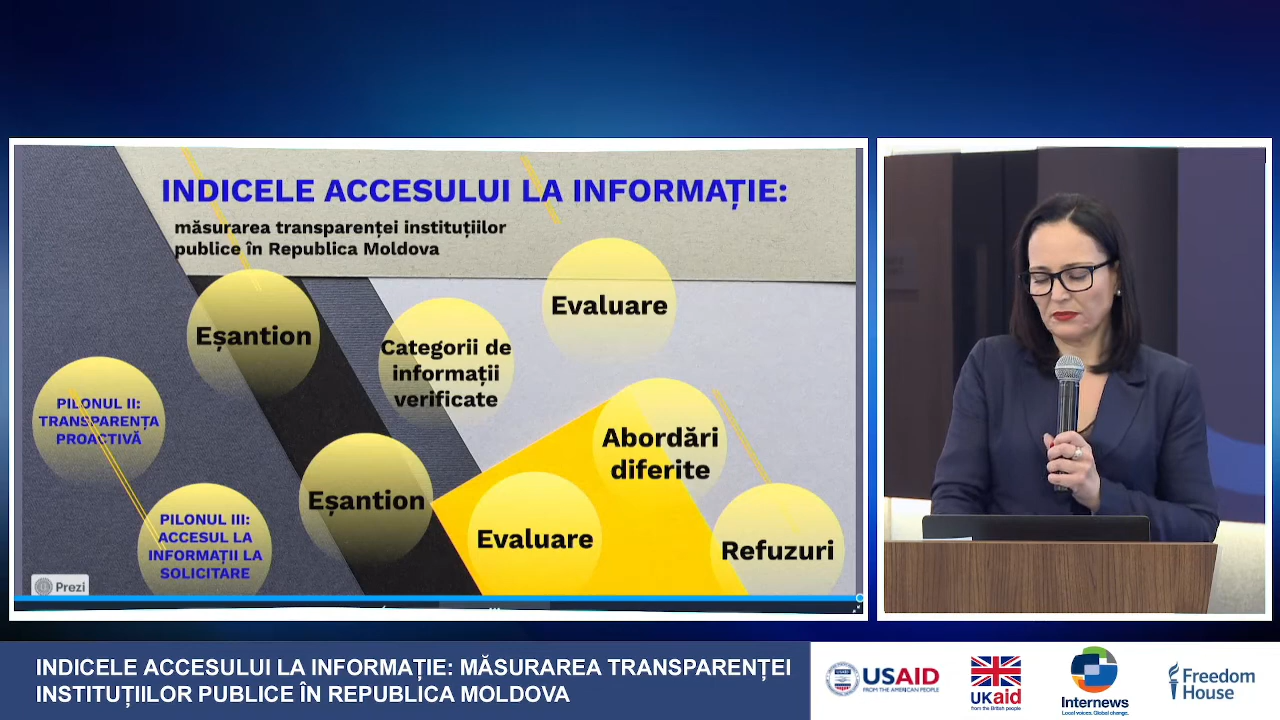 INDICELE ACCESULUI LA INFORMAȚIE:
măsurarea transparenței instituțiilor
publice în Republica Moldova
Evaluare
Eșantion
Categorii de
informații
verificate
PILONUL II:
TRANSPARENȚA
PROACTIVĂ
Abordări
diferite
Eșantion
PILONUL III:
ACCESUL LA
INFORMAȚII LA
SOLICITARE
Evaluare
Refuzuri
Prezi
INDICELE ACCESULUI LA INFORMAȚIE: MĂSURAREA TRANSPARENȚEI
INSTITUȚIILOR PUBLICE ÎN REPUBLICA MOLDOVA
USAID
FROM THE AMERICAN PEOPLE
UKaid
from the British people
Internews
Local voices. Global change.
Freedom
House